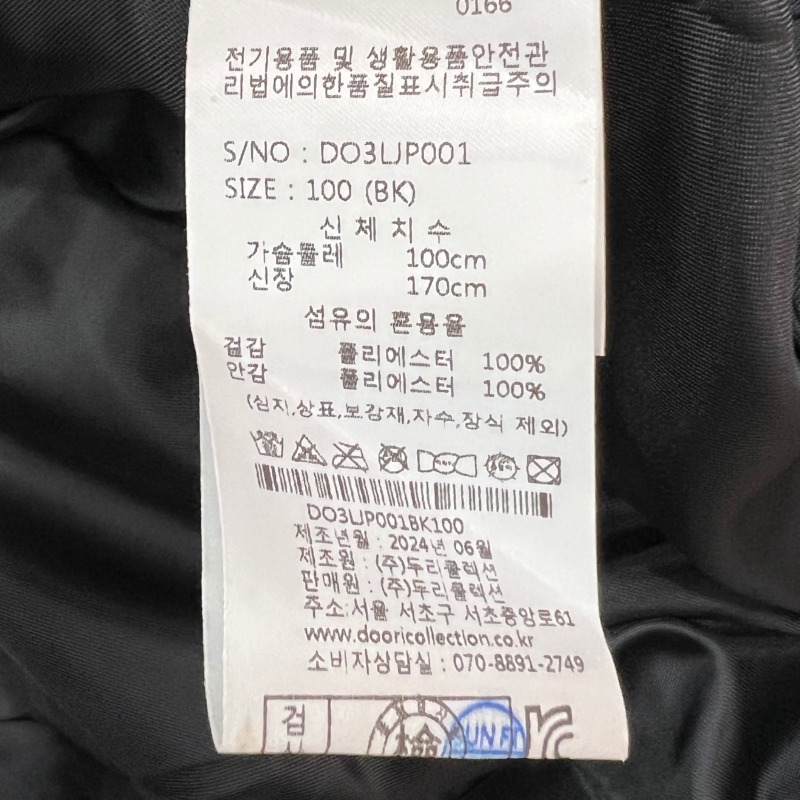 0166
전기용품 및 생활용품안전관
리법에의한품질표시취급주의
S/NO : DO3LJP001
SIZE : 100 (BK)
신체치수
가슴둘레 100cm
신장 170cm
섬유의 혼용율
겉감 폴리에스터 100%
안감 폴리에스터 100%
(심지,상표,보강재,자수,장식 제외)
DO3LJP001BK100
제조년월 : 2024년 06월
제조원 : (주)두리콜렉션
판매원 : (주)두리콜렉션
주소:서울 서초구 서초중앙로61
www.dooricollection.co.kr
소비자상담실 : 070-8891-2749
검